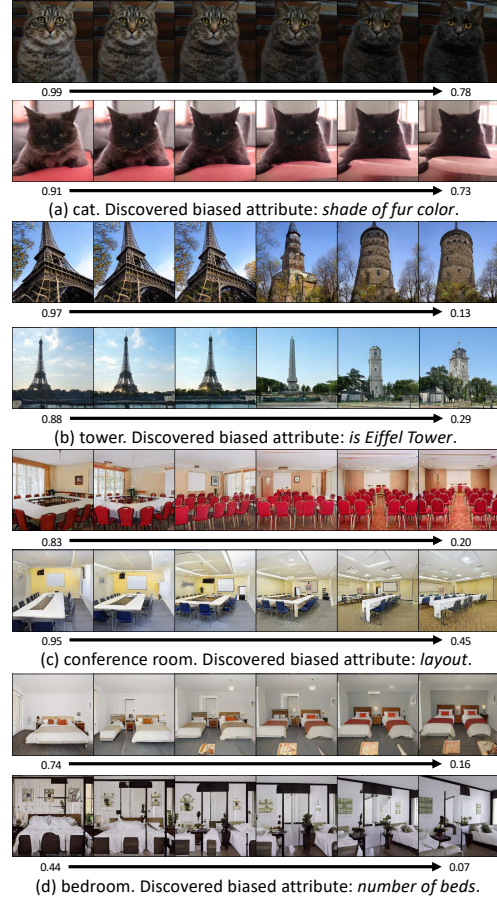 0.99 0.78
0.91 0.73
(a) cat. Discovered biased attribute: shade of fur color.
0.97 0.13
0.88 0.29
(b) tower. Discovered biased attribute: is Eiffel Tower.
0.83 0.20
0.95 0.45
(c) conference room. Discovered biased attribute: layout.
0.74 0.16
0.44 0.07
(d) bedroom. Discovered biased attribute: number of beds.